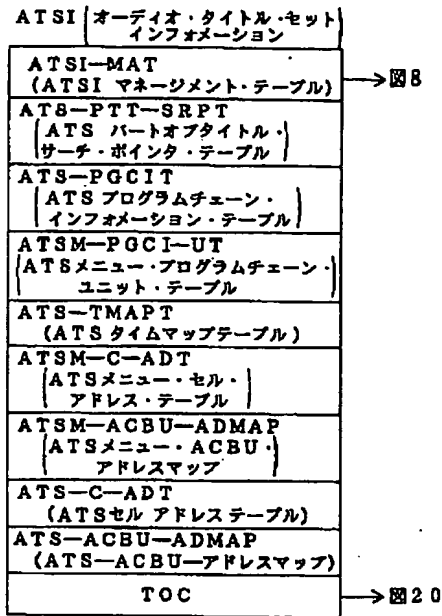 ATSI(オーディオ・タイトル・セット
インフォメーション)
ATSI—MAT
(ATSI マネージメント・テーブル)
→図8
ATS—PTT—SRPT
(ATS パートオブタイトル・
サーチ・ポインタ・テーブル)
ATS—PGCIT
(ATS プログラムチェーン・
インフォメーション・テーブル)
ATSM—PGCI—UT
(ATSメニュー・プログラムチェーン・
ユニット・テーブル)
ATS—TMAPT
(ATS タイムマップテーブル)
ATSM—C—ADT
(ATSメニュー・セル・
アドレス・テーブル)
ATSM—ACBU—ADMAP
(ATSメニュー・ACBU・
アドレスマップ)
ATS—C—ADT
(ATSセル アドレステーブル)
ATS—ACBU—ADMAP
(ATS—ACBU—アドレスマップ)
TOC
→図20